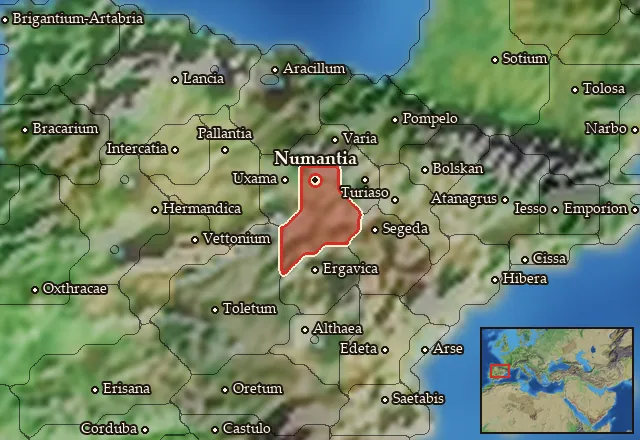 Brigantium-Artabria
Sotium
Aracillum
Lancia
Tolosa
Pompelo
Bracarium
Narbo
Pallantia
Varia
Intercatia
Numantia
Bolskan
Uxama
Turiaso
Atanagrus
Hermandica
Iesso
Emporion
Segeda
Vettonium
Cissa
Ergavica
Hibera
Oxthracae
Toletum
Althaea
Edeta
Arse
Erisana
Oretum
Saetabis
Corduba
Castulo